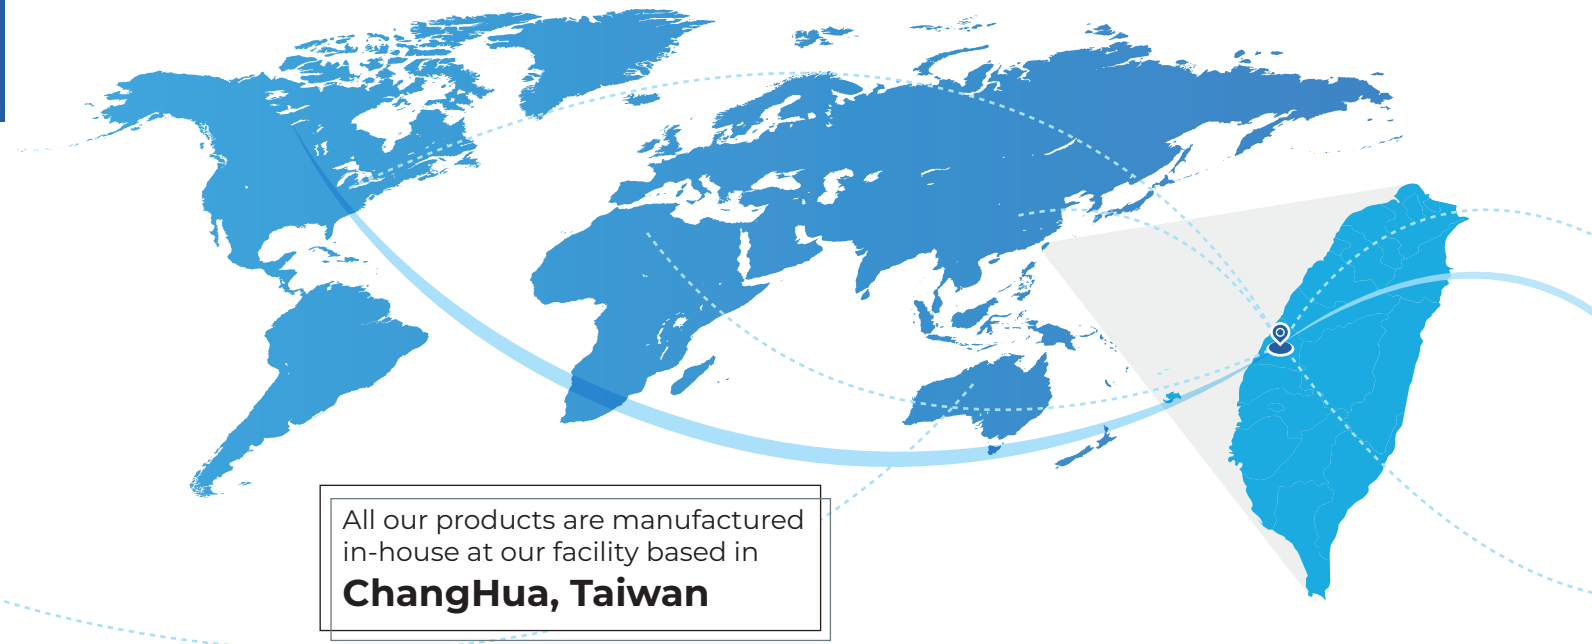 All our products are manufactured
in-house at our facility based in
ChangHua, Taiwan